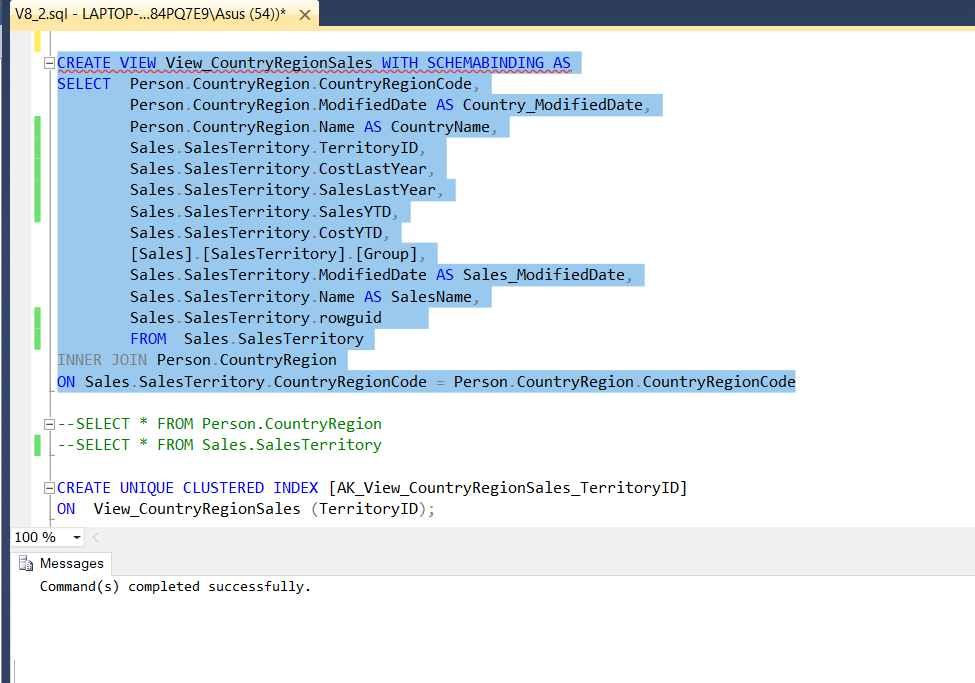 V8_2.sql - LAPTOP-...84PQ7E9\Asus (54))* ×
CREATE VIEW View_CountryRegionSales WITH SCHEMABINDING AS
SELECT Person.CountryRegion.CountryRegionCode,
Person.CountryRegion.ModifiedDate AS Country_ModifiedDate,
Person.CountryRegion.Name AS CountryName,
Sales.SalesTerritory.TerritoryID,
Sales.SalesTerritory.CostLastYear,
Sales.SalesTerritory.SalesLastYear,
Sales.SalesTerritory.SalesYTD,
Sales.SalesTerritory.CostYTD,
[Sales].[SalesTerritory].[Group],
Sales.SalesTerritory.ModifiedDate AS Sales_ModifiedDate,
Sales.SalesTerritory.Name AS SalesName,
Sales.SalesTerritory.rowguid
FROM Sales.SalesTerritory
INNER JOIN Person.CountryRegion
ON Sales.SalesTerritory.CountryRegionCode = Person.CountryRegion.CountryRegionCode
--SELECT * FROM Person.CountryRegion
--SELECT * FROM Sales.SalesTerritory
CREATE UNIQUE CLUSTERED INDEX [AK_View_CountryRegionSales_TerritoryID]
ON View_CountryRegionSales (TerritoryID);
100 %
Messages
Command(s) completed successfully.